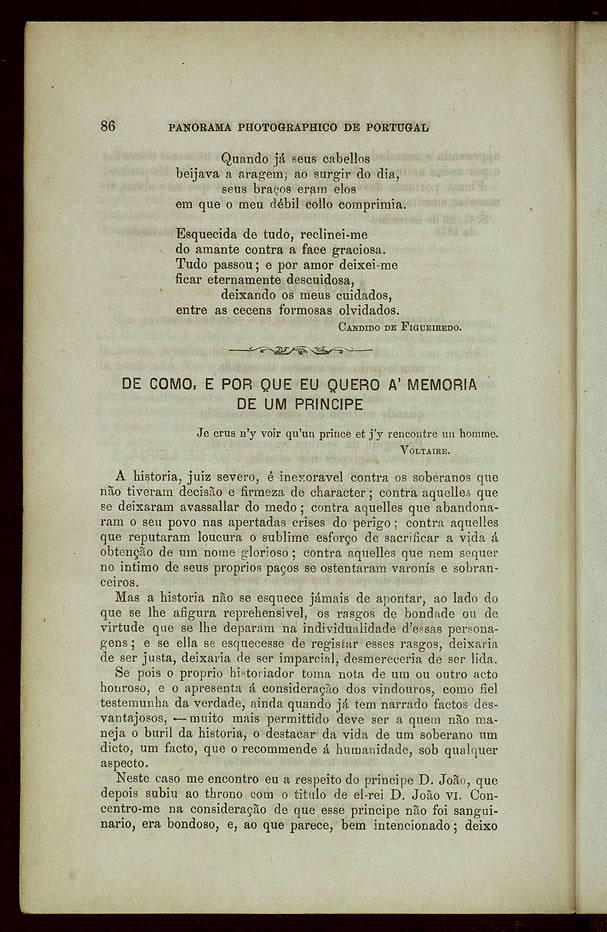 86 PANORAMA PHOTOGRAPHICO DE PORTUGAL
Quando já seus cabellos
beijava a aragem, ao surgir do dia,
seus braços eram elos
em que o meu débil collo comprimia.
Esquecida de tudo, reclinei-me
do amante contra a face graciosa.
Tudo passou; e por amor deixei-me
ficar eternamente descuidosa,
deixando os meus cuidados,
entre as cecens formosas olvidados.
CANDIDO DE FIGUEIREDO.
DE COMO, E POR QUE EU QUERO A' MEMORIA
DE UM PRINCIPE
Je crus n'y voir qu'un prince et j'y rencontre un homme.
VOLTAIRE.
A historia, juiz severo, é inexoravel contra os soberanos que
não tiveram decisão e firmeza de character; contra aquelles que
se deixaram avassallar do medo; contra aquelles que abandona-
ram o seu povo nas apertadas crises do perigo; contra aquelles
que reputaram loucura o sublime esforço de sacrificar a vida á
obtenção de um nome glorioso; contra aquelles que nem sequer
no intimo de seus proprios paços se ostentaram varonís e sobran-
ceiros.
Mas a historia não se esquece jámais de apontar, ao lado do
que se lhe afigura reprehensivel, os rasgos de bondade ou de
virtude que se lhe deparam na individualidade d'essas persona-
gens; e se ella se esquecesse de registar esses rasgos, deixaria
de ser justa, deixaria de ser imparcial, desmereceria de ser lida.
Se pois o proprio historiador toma nota de um ou outro acto
honroso, e o apresenta á consideração dos vindouros, como fiel
testemunha da verdade, ainda quando já tem narrado factos des-
vantajosos, — muito mais permittido deve ser a quem não ma-
neja o buril da historia, o destacar da vida de um soberano um
dicto, um facto, que o recommende á humanidade, sob qualquer
aspecto.
Neste caso me encontro eu a respeito do principe D. João, que
depois subiu ao throno com o titulo de el-rei D. João VI. Con-
centro-me na consideração de que esse principe não foi sangui-
nario, era bondoso, e, ao que parece, bem intencionado; deixo